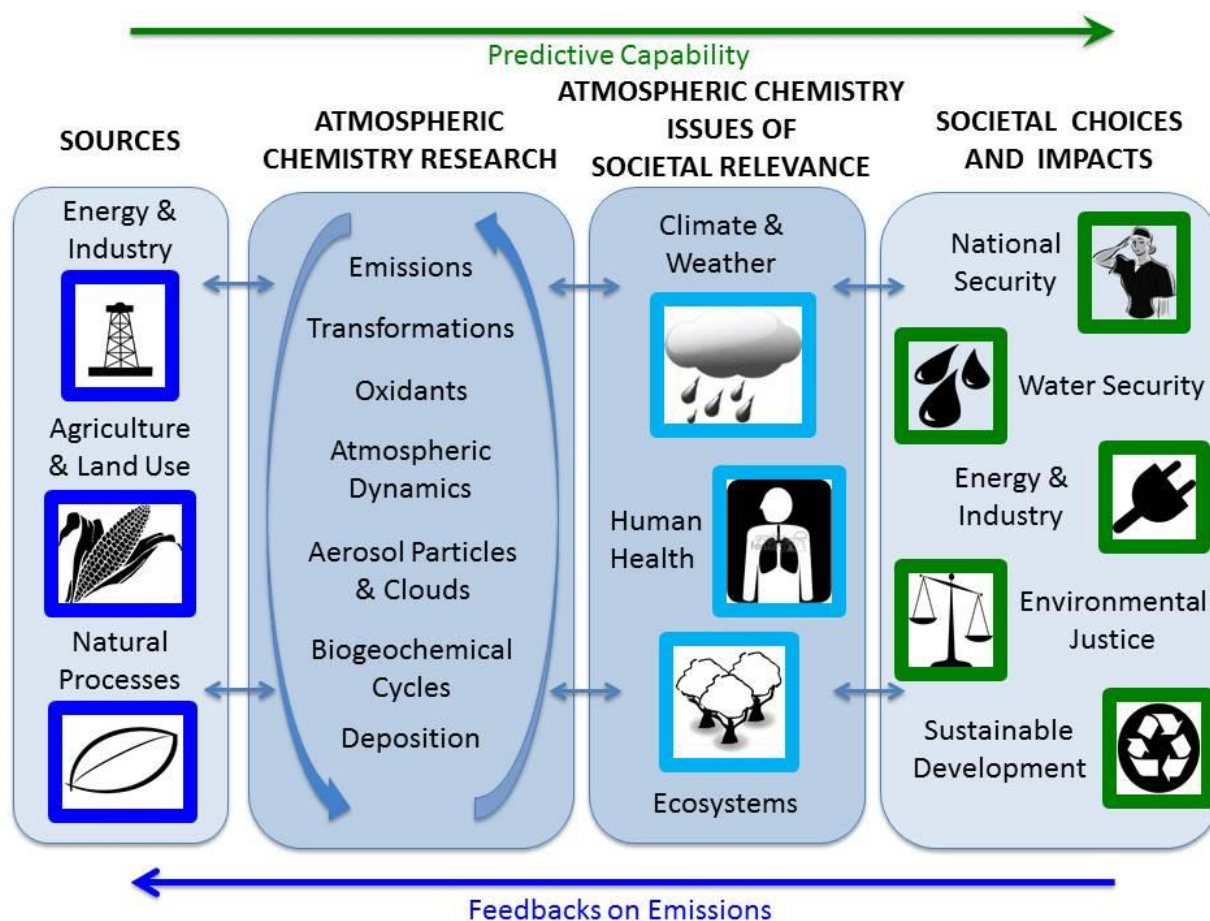 Predictive Capability
SOURCES
ATMOSPHERIC
CHEMISTRY RESEARCH
ATMOSPHERIC CHEMISTRY
ISSUES OF
SOCIETAL RELEVANCE
SOCIETAL CHOICES
AND IMPACTS
Energy &
Industry
Agriculture
& Land Use
Natural
Processes
Emissions
Transformations
Oxidants
Atmospheric
Dynamics
Aerosol Particles
& Clouds
Biogeochemical
Cycles
Deposition
Climate &
Weather
Human
Health
Ecosystems
National
Security
Water Security
Energy &
Industry
Environmental
Justice
Sustainable
Development
Feedbacks on Emissions